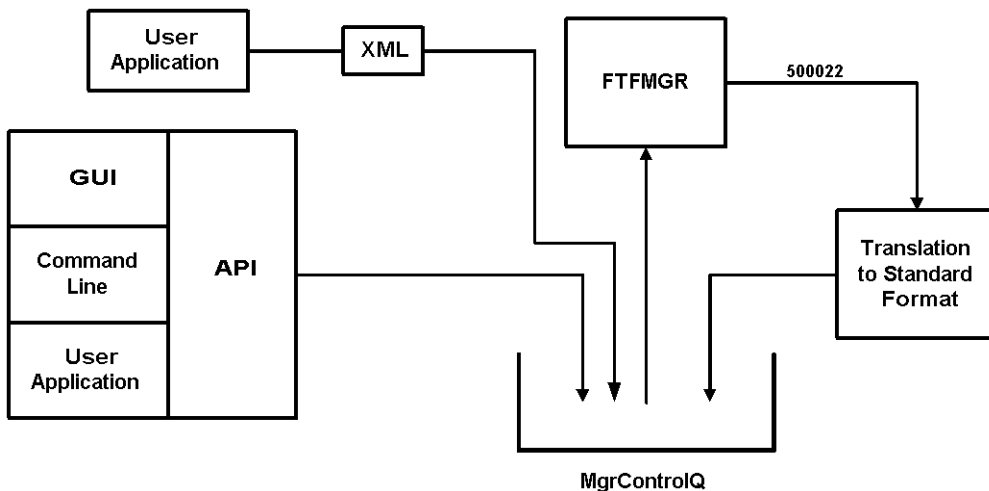 User
Application
XML
FTFMGR
500022
GUI
Command
Line
User
Application
API
Translation
to Standard
Format
MgrControlQ